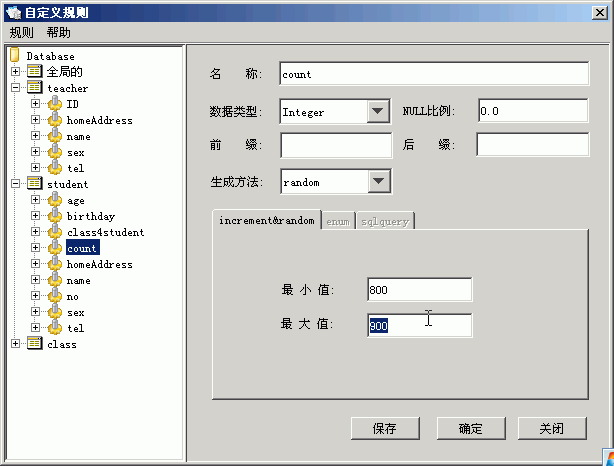 自定义规则
规则 帮助
Database
全局的
teacher
ID
homeAddress
name
sex
tel
student
age
birthday
class4student
count
homeAddress
name
no
sex
tel
class
名 称: count
数据类型: Integer NULL比例: 0.0
前 缀: 后 缀:
生成方法: random
increment&random enum sqlquery
最 小 值: 800
最 大 值: 900
保存 确定 关闭